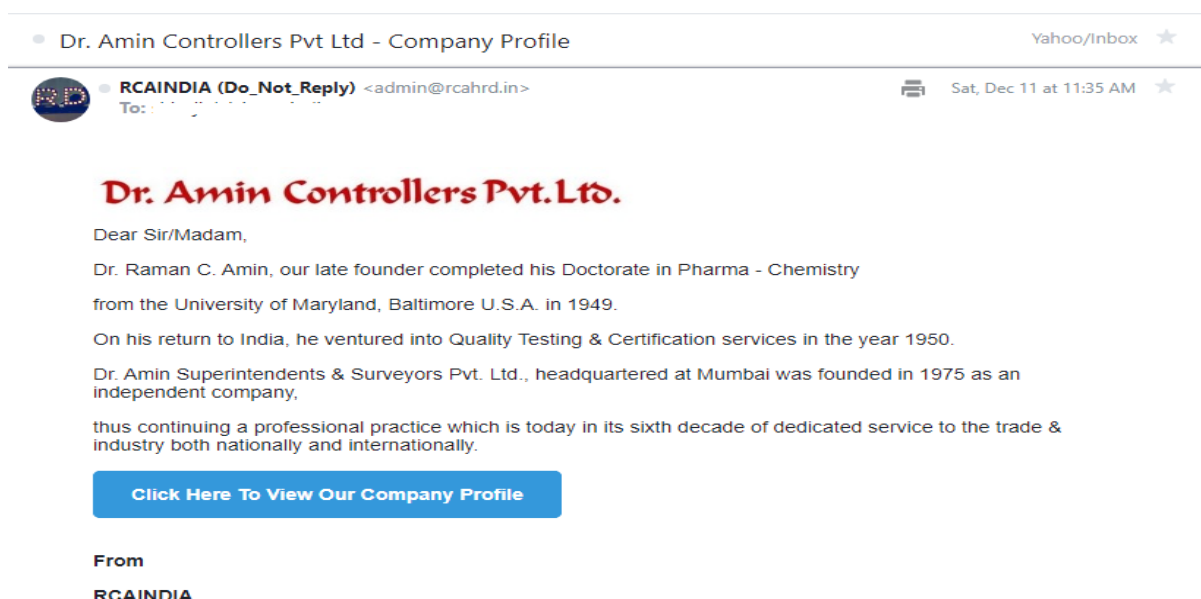 Dr. Amin Controllers Pvt Ltd - Company Profile
Yahoo/Inbox
RCAINDIA (Do_Not_Reply) <admin@rcahrd.in>
Sat, Dec 11 at 11:35 AM
To:
Dr. Amin Controllers Pvt. Ltd.
Dear Sir/Madam,
Dr. Raman C. Amin, our late founder completed his Doctorate in Pharma - Chemistry
from the University of Maryland, Baltimore U.S.A. in 1949.
On his return to India, he ventured into Quality Testing & Certification services in the year 1950.
Dr. Amin Superintendents & Surveyors Pvt. Ltd., headquartered at Mumbai was founded in 1975 as an
independent company,
thus continuing a professional practice which is today in its sixth decade of dedicated service to the trade &
industry both nationally and internationally.
Click Here To View Our Company Profile
From
RCAINDIA